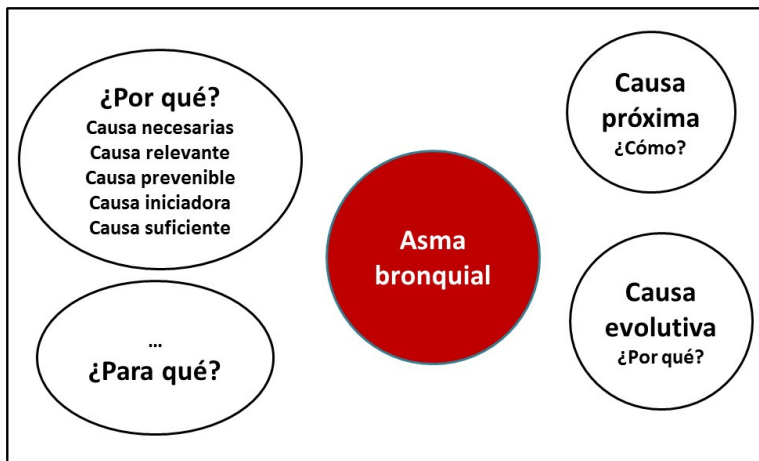 ¿Por qué?
Causa necesarias
Causa relevante
Causa prevenible
Causa iniciadora
Causa suficiente
...
¿Para qué?
Asma
bronquial
Causa
próxima
¿Cómo?
Causa
evolutiva
¿Por qué?